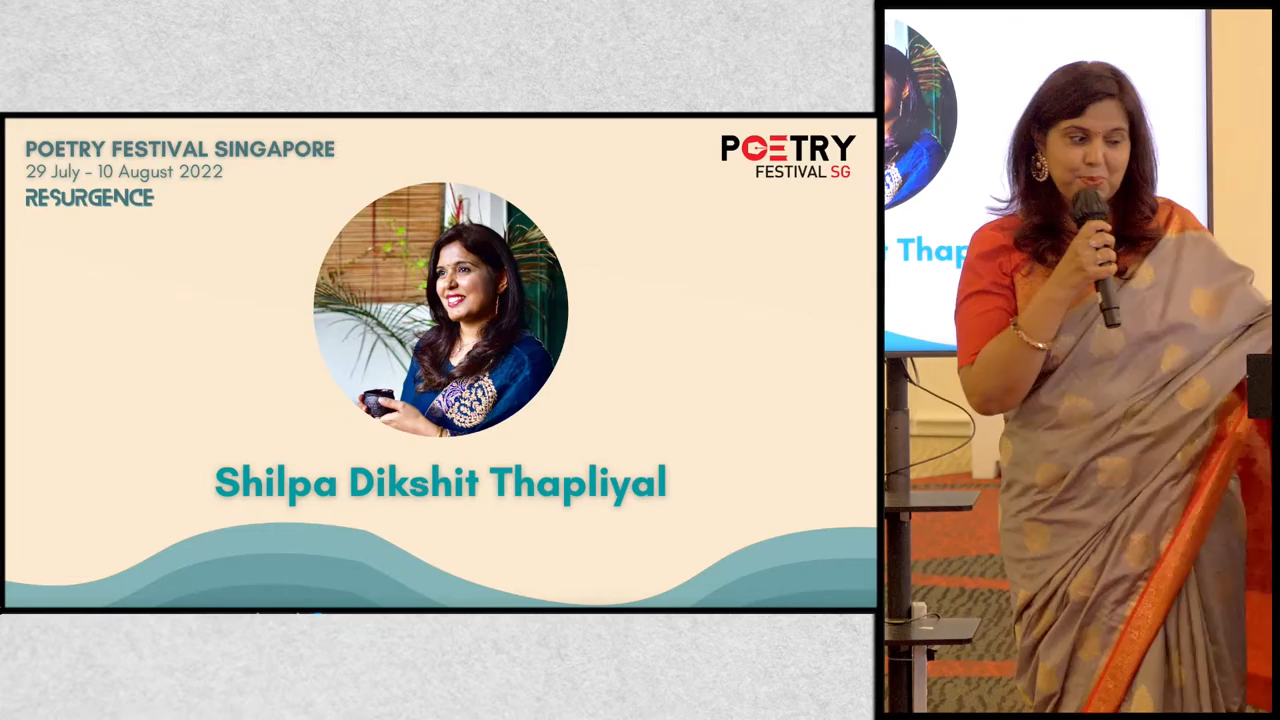 POETRY FESTIVAL SINGAPORE
29 July - 10 August 2022
RESURGENCE
POETRY
FESTIVAL SG
Shilpa Dikshit Thapliyal
Thap